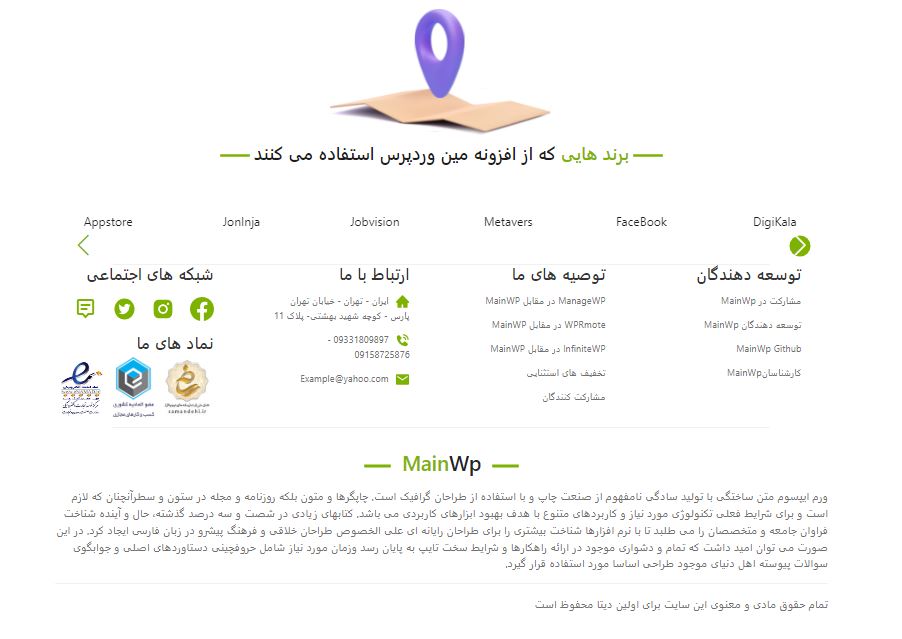 برند هایی که از افزونه مین وردپرس استفاده می کنند
DigiKala
FaceBook
Metavers
Jobvision
JonInja
Appstore
توسعه دهندگان
مشارکت در MainWp
توسعه دهندگان MainWp
MainWp Github
کارشناسانMainWp
توصیه های ما
ManageWP در مقابل MainWP
WPRmote در مقابل MainWP
InfiniteWP در مقابل MainWP
تخفیف های استثنایی
مشارکت کنندگان
ارتباط با ما
ایران - تهران - خیابان تهران
پارس - کوچه شهید بهشتی- پلاک 11
09331809897 -
09158725876
Example@yahoo.com
شبکه های اجتماعی
نماد های ما
samandehi.ir
عضو اتحادیه کشوری
کسب و کارهای مجازی
MainWp
ورم ایپسوم متن ساختگی با تولید سادگی نامفهوم از صنعت چاپ و با استفاده از طراحان گرافیک است. چاپگرها و متون بلکه روزنامه و مجله در ستون و سطرآنچنان که لازم
است و برای شرایط فعلی تکنولوژی مورد نیاز و کاربردهای متنوع با هدف بهبود ابزارهای کاربردی می باشد. کتابهای زیادی در شصت و سه درصد گذشته، حال و آینده شناخت
فراوان جامعه و متخصصان را می طلبد تا با نرم افزارها شناخت بیشتری را برای طراحان رایانه ای علی الخصوص طراحان خلاقی و فرهنگ پیشرو در زبان فارسی ایجاد کرد. در این
صورت می توان امید داشت که تمام و دشواری موجود در ارائه راهکارها و شرایط سخت تایپ به پایان رسد وزمان مورد نیاز شامل حروفچینی دستاوردهای اصلی و جوابگوی
سوالات پیوسته اهل دنیای موجود طراحی اساسا مورد استفاده قرار گیرد.
تمام حقوق مادی و معنوی این سایت برای اولین دیتا محفوظ است